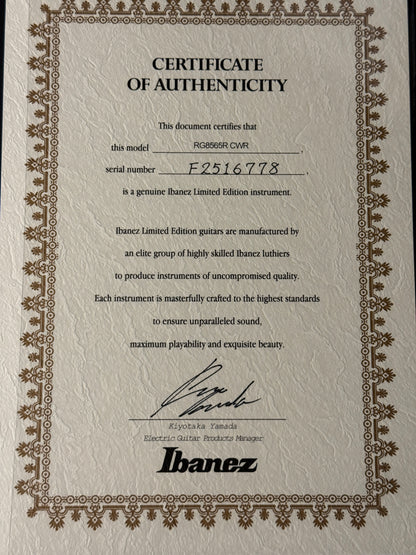 CERTIFICATE
OF AUTHENTICITY
This document certifies that
this model RG8565R CWR ,
serial number F2516778 ,
is a genuine Ibanez Limited Edition instrument.
Ibanez Limited Edition guitars are manufactured by
an elite group of highly skilled Ibanez luthiers
to produce instruments of uncompromised quality.
Each instrument is masterfully crafted to the highest standards
to ensure unparalleled sound,
maximum playability and exquisite beauty.
Kiyotaka Yamada
Electric Guitar Products Manager
Ibanez